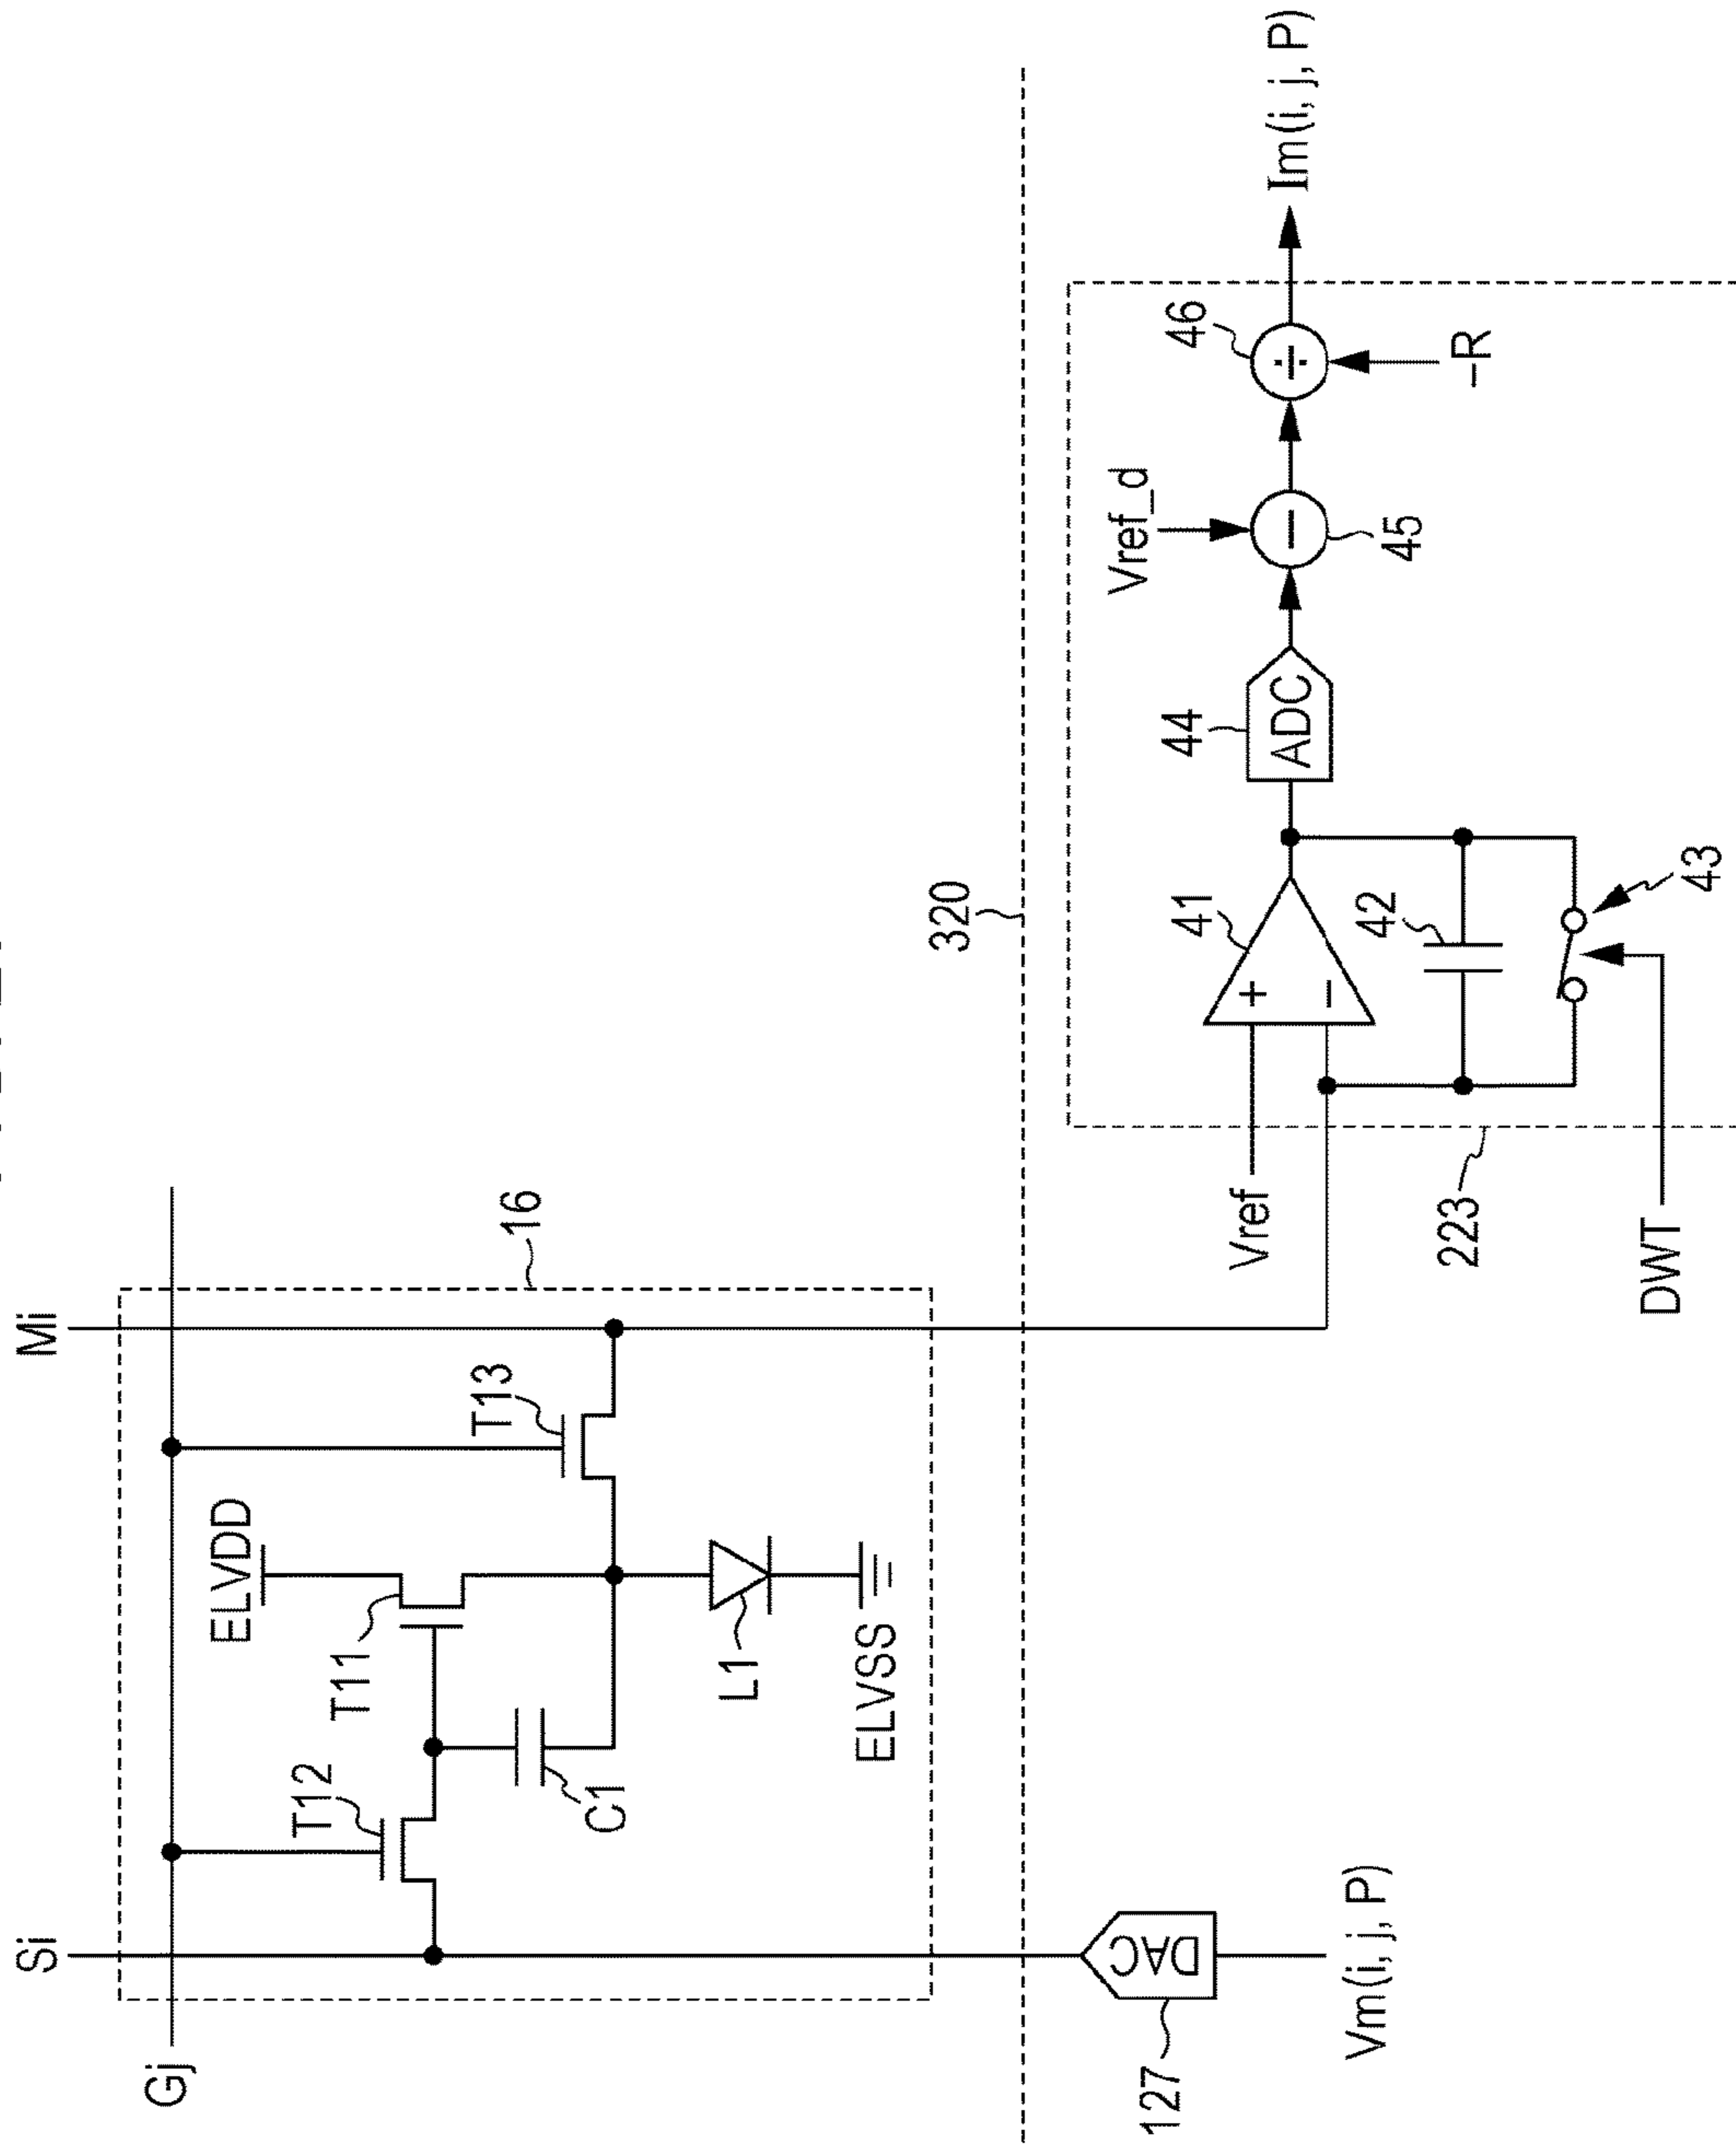 Gj
Si
Mi
16
T12
T11
ELVDD
T13
C1
L1
ELVSS
320
127
DAC
Vm(i, j, P)
Vref
+
−
41
42
43
44
ADC
Vref_d
−
45
46
÷
−R
Im(i, j, P)
223
DWT